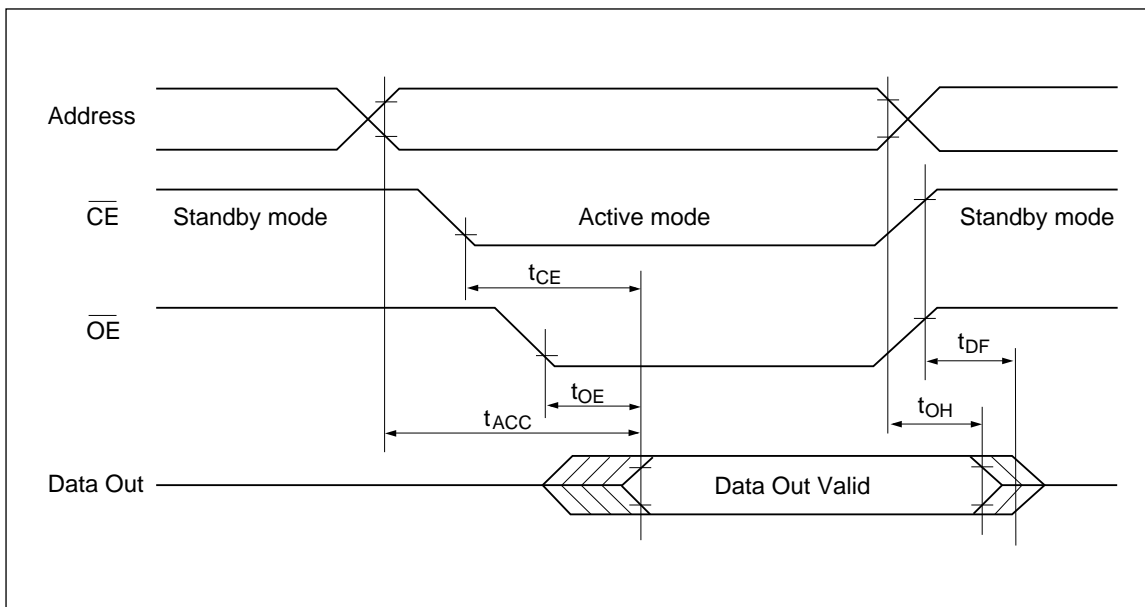 Address
CE
Standby mode
Active mode
Standby mode
tCE
OE
tDF
tOE
tOH
tACC
Data Out
Data Out Valid